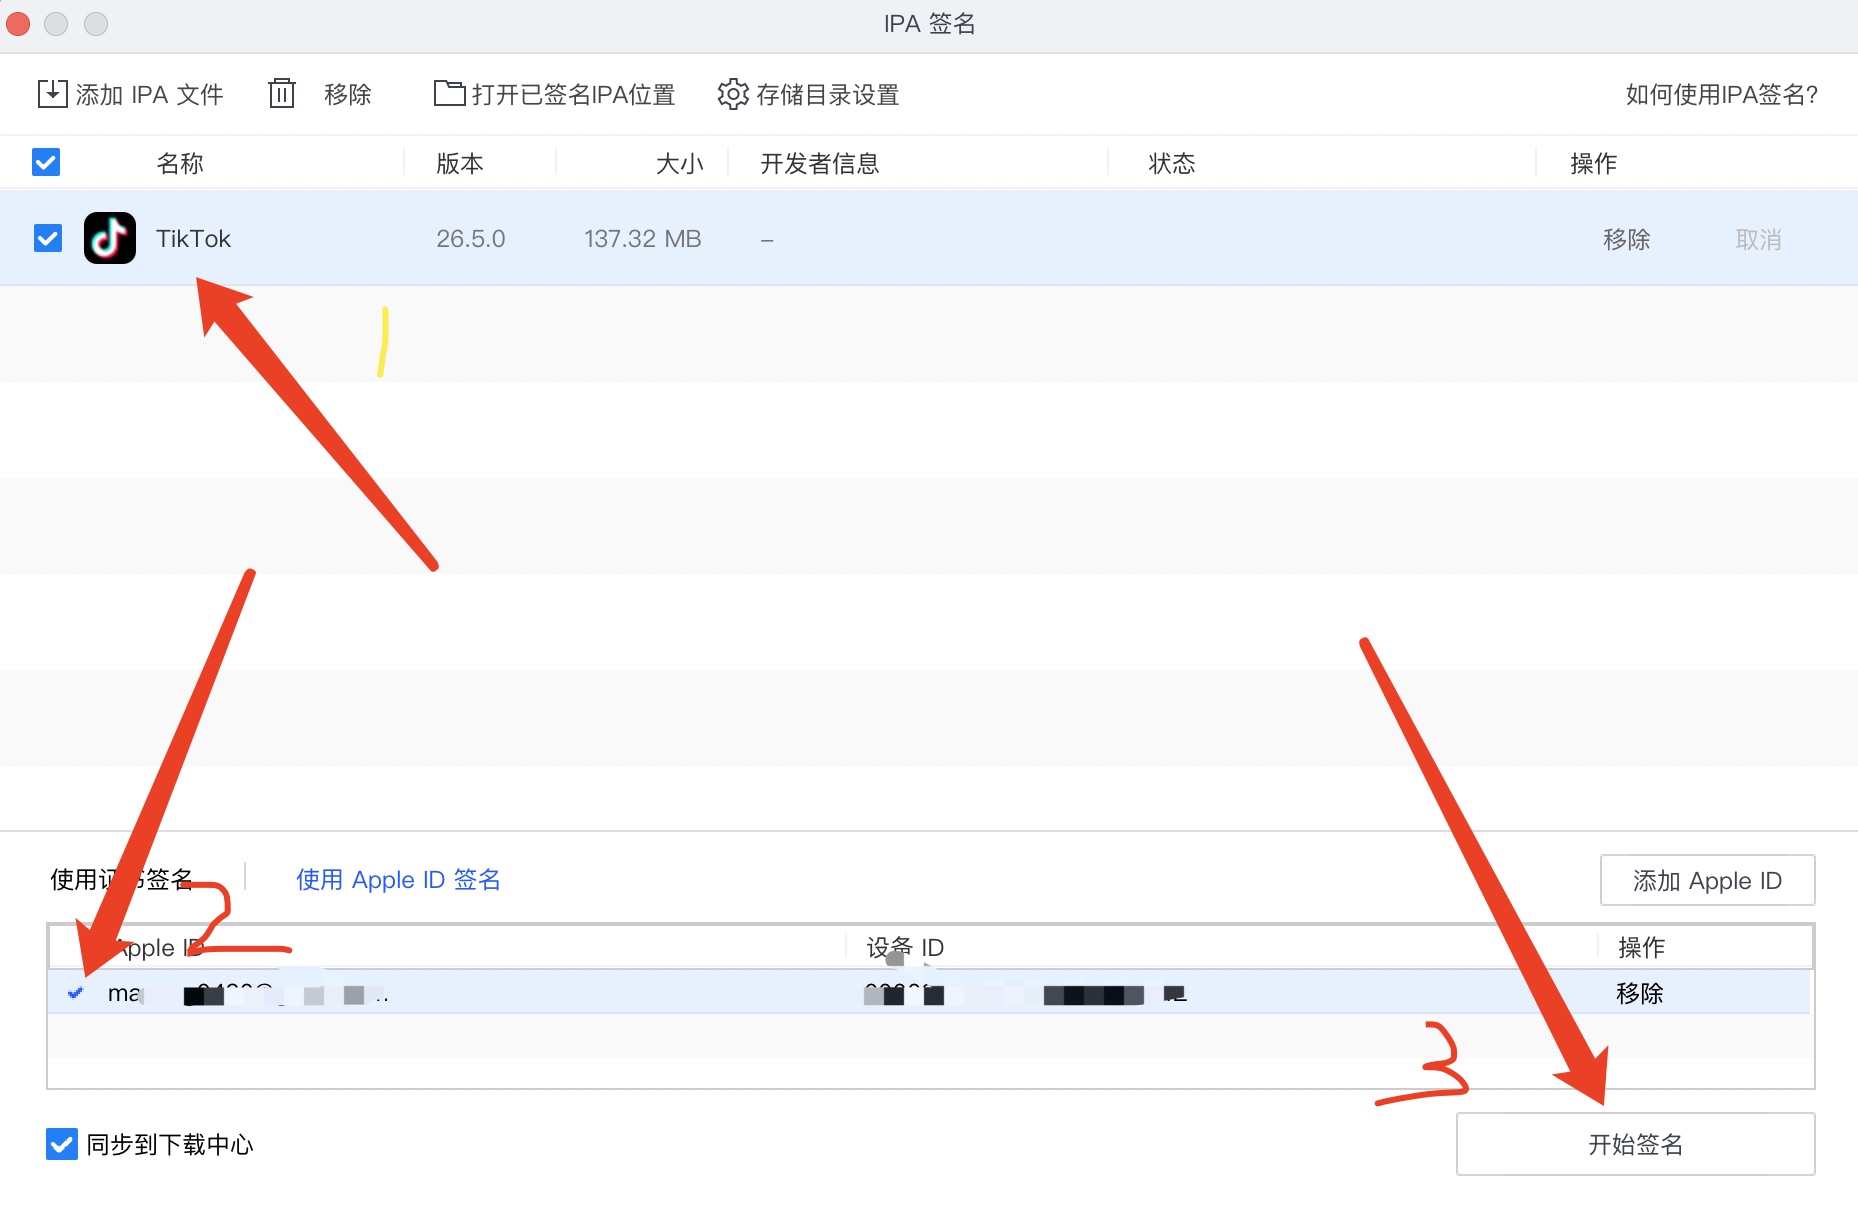 IPA 签名
添加 IPA 文件 移除 打开已签名IPA位置 存储目录设置 如何使用IPA签名?
名称 版本 大小 开发者信息 状态 操作
TikTok 26.5.0 137.32 MB – 移除 取消
1
使用证书签名 使用 Apple ID 签名 添加 Apple ID
2
Apple ID 设备 ID 操作
ma 移除
3
同步到下载中心 开始签名